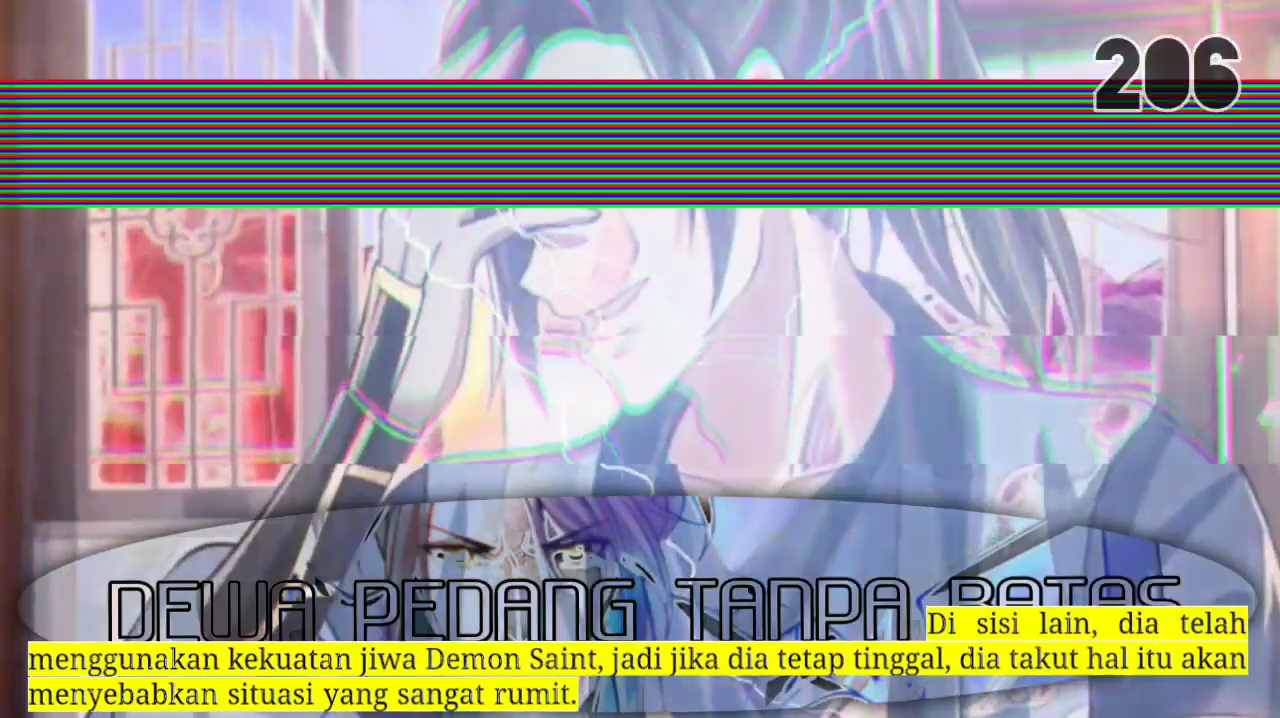 206
DEWA PEDANG TANPA BATAS
Di sisi lain, dia telah
menggunakan kekuatan jiwa Demon Saint, jadi jika dia tetap tinggal, dia takut hal itu akan
menyebabkan situasi yang sangat rumit.